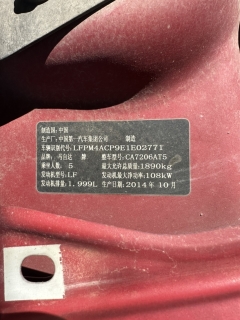 制造国：中国
生产厂：中国第一汽车集团公司 制造
车辆识别代号：LFPM4ACP9E1E02771
品牌：马自达 牌 整车型号：CA7206AT5
乘坐人数：5 最大允许总质量：1890kg
发动机型号：LF 发动机最大净功率：108kW
发动机排量：1.999L 2014年10月